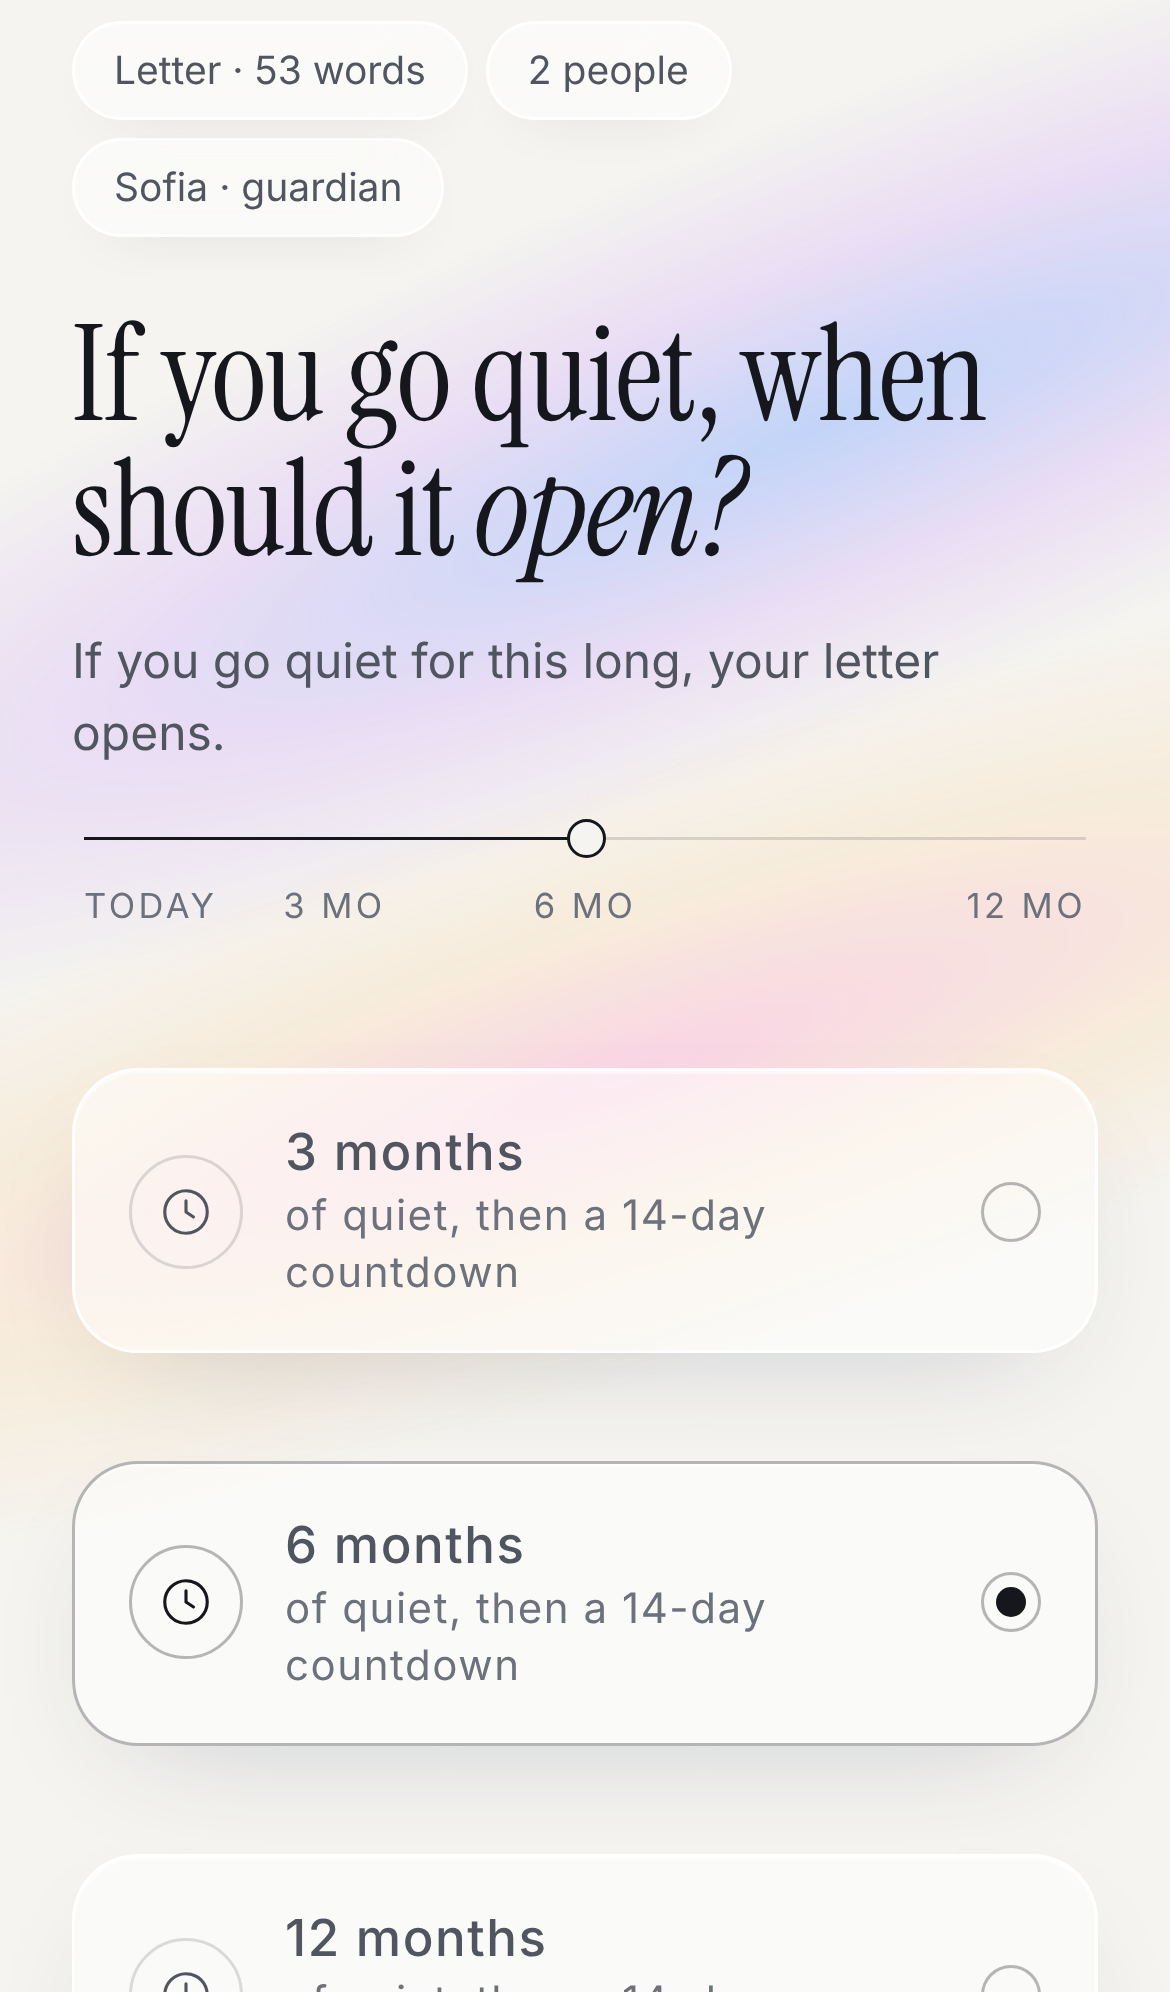 Letter · 53 words
2 people
Sofia · guardian
If you go quiet, when
should it open?
If you go quiet for this long, your letter
opens.
TODAY 3 MO 6 MO 12 MO
3 months
of quiet, then a 14-day
countdown
6 months
of quiet, then a 14-day
countdown
12 months